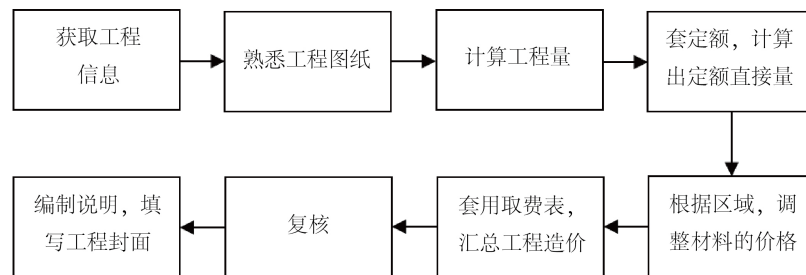 获取工程
信息
熟悉工程图纸
计算工程量
套定额，计算
出定额直接量
根据区域，调
整材料的价格
套用取费表，
汇总工程造价
复核
编制说明，填
写工程封面